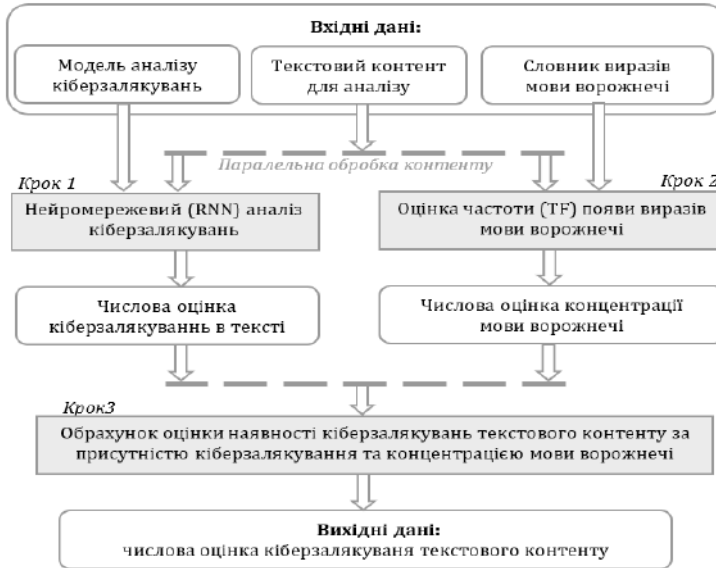 Вхідні дані:
Модель аналізу
кіберзалякувань
Текстовий контент
для аналізу
Словник виразів
мови ворожнечі
Паралельна обробка контенту
Крок 1
Нейромережевий (RNN) аналіз
кіберзалякувань
Крок 2
Оцінка частоти (TF) появи виразів
мови ворожнечі
Числова оцінка
кіберзалякуваннь в тексті
Числова оцінка концентрації
мови ворожнечі
Крок3
Обрахунок оцінки наявності кіберзалякувань текстового контенту за
присутністю кіберзалякування та концентрацією мови ворожнечі
Вихідні дані:
числова оцінка кіберзалякуваня текстового контенту